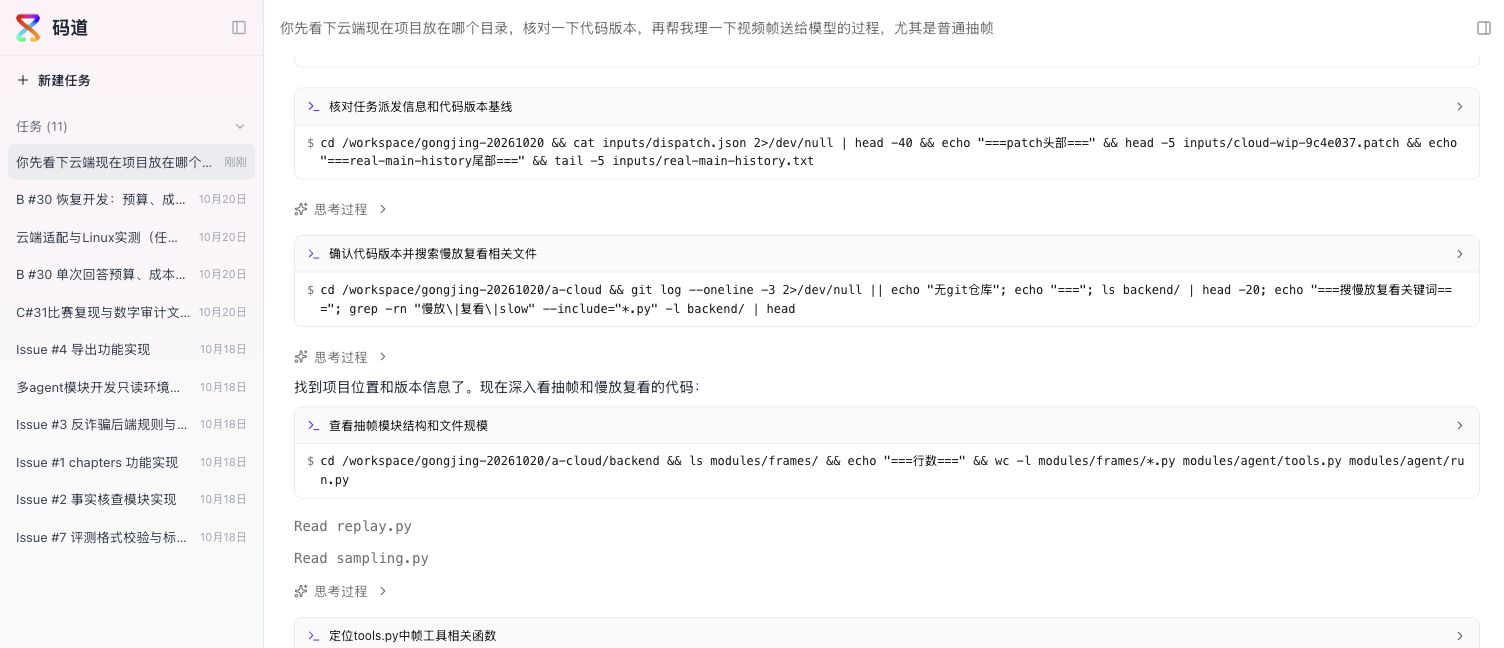 码道
你先看下云端现在项目放在哪个目录，核对一下代码版本，再帮我理一下视频帧送给模型的过程，尤其是普通抽帧
新建任务
任务 (11)
你先看下云端现在项目放在哪个... 刚刚
B #30 恢复开发：预算、成... 10月20日
云端适配与Linux实测（任... 10月20日
B #30 单次回答预算、成本... 10月20日
C#31比赛复现与数字审计文... 10月20日
Issue #4 导出功能实现 10月18日
多agent模块开发只读环境... 10月18日
Issue #3 反诈骗后端规则与... 10月18日
Issue #1 chapters 功能实现 10月18日
Issue #2 事实核查模块实现 10月18日
Issue #7 评测格式校验与标... 10月18日
核对任务派发信息和代码版本基线
$ cd /workspace/gongjing-20261020 && cat inputs/dispatch.json 2>/dev/null | head -40 && echo "===patch头部===" && head -5 inputs/cloud-wip-9c4e037.patch && echo
"===real-main-history尾部===" && tail -5 inputs/real-main-history.txt
思考过程
确认代码版本并搜索慢放复看相关文件
$ cd /workspace/gongjing-20261020/a-cloud && git log --oneline -3 2>/dev/null || echo "无git仓库"; echo "==="; ls backend/ | head -20; echo "===搜慢放复看关键词==
="; grep -rn "慢放\|复看\|slow" --include="*.py" -l backend/ | head
思考过程
找到项目位置和版本信息了。现在深入看抽帧和慢放复看的代码：
查看抽帧模块结构和文件规模
$ cd /workspace/gongjing-20261020/a-cloud/backend && ls modules/frames/ && echo "===行数===" && wc -l modules/frames/*.py modules/agent/tools.py modules/agent/ru
n.py
Read replay.py
Read sampling.py
思考过程
定位tools.py中帧工具相关函数